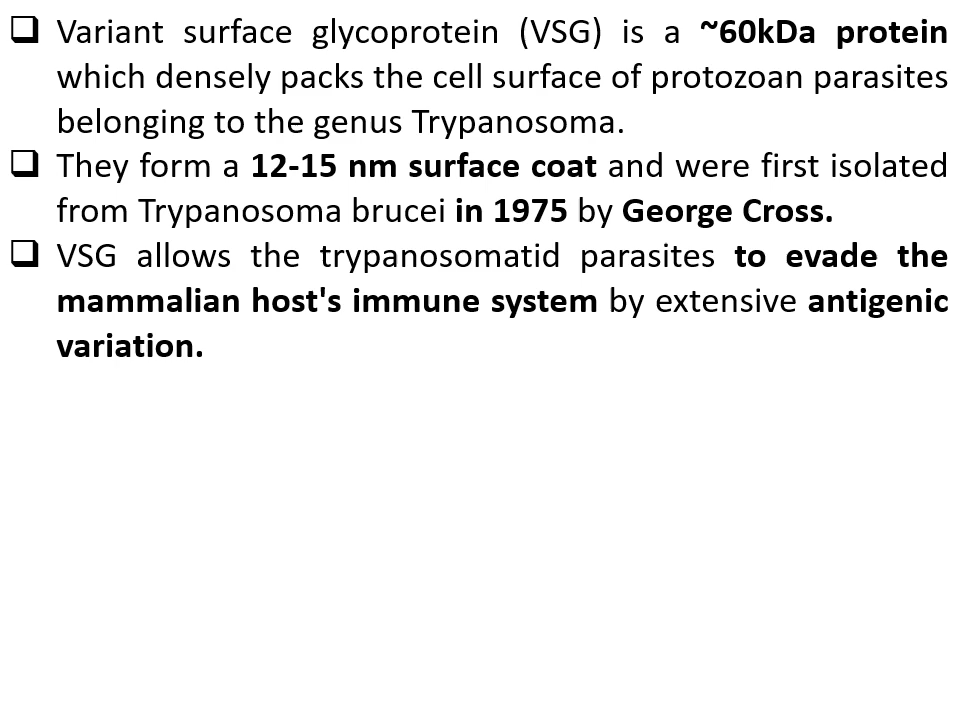 ❑ Variant surface glycoprotein (VSG) is a ~60kDa protein
which densely packs the cell surface of protozoan parasites
belonging to the genus Trypanosoma.
❑ They form a 12-15 nm surface coat and were first isolated
from Trypanosoma brucei in 1975 by George Cross.
❑ VSG allows the trypanosomatid parasites to evade the
mammalian host's immune system by extensive antigenic
variation.